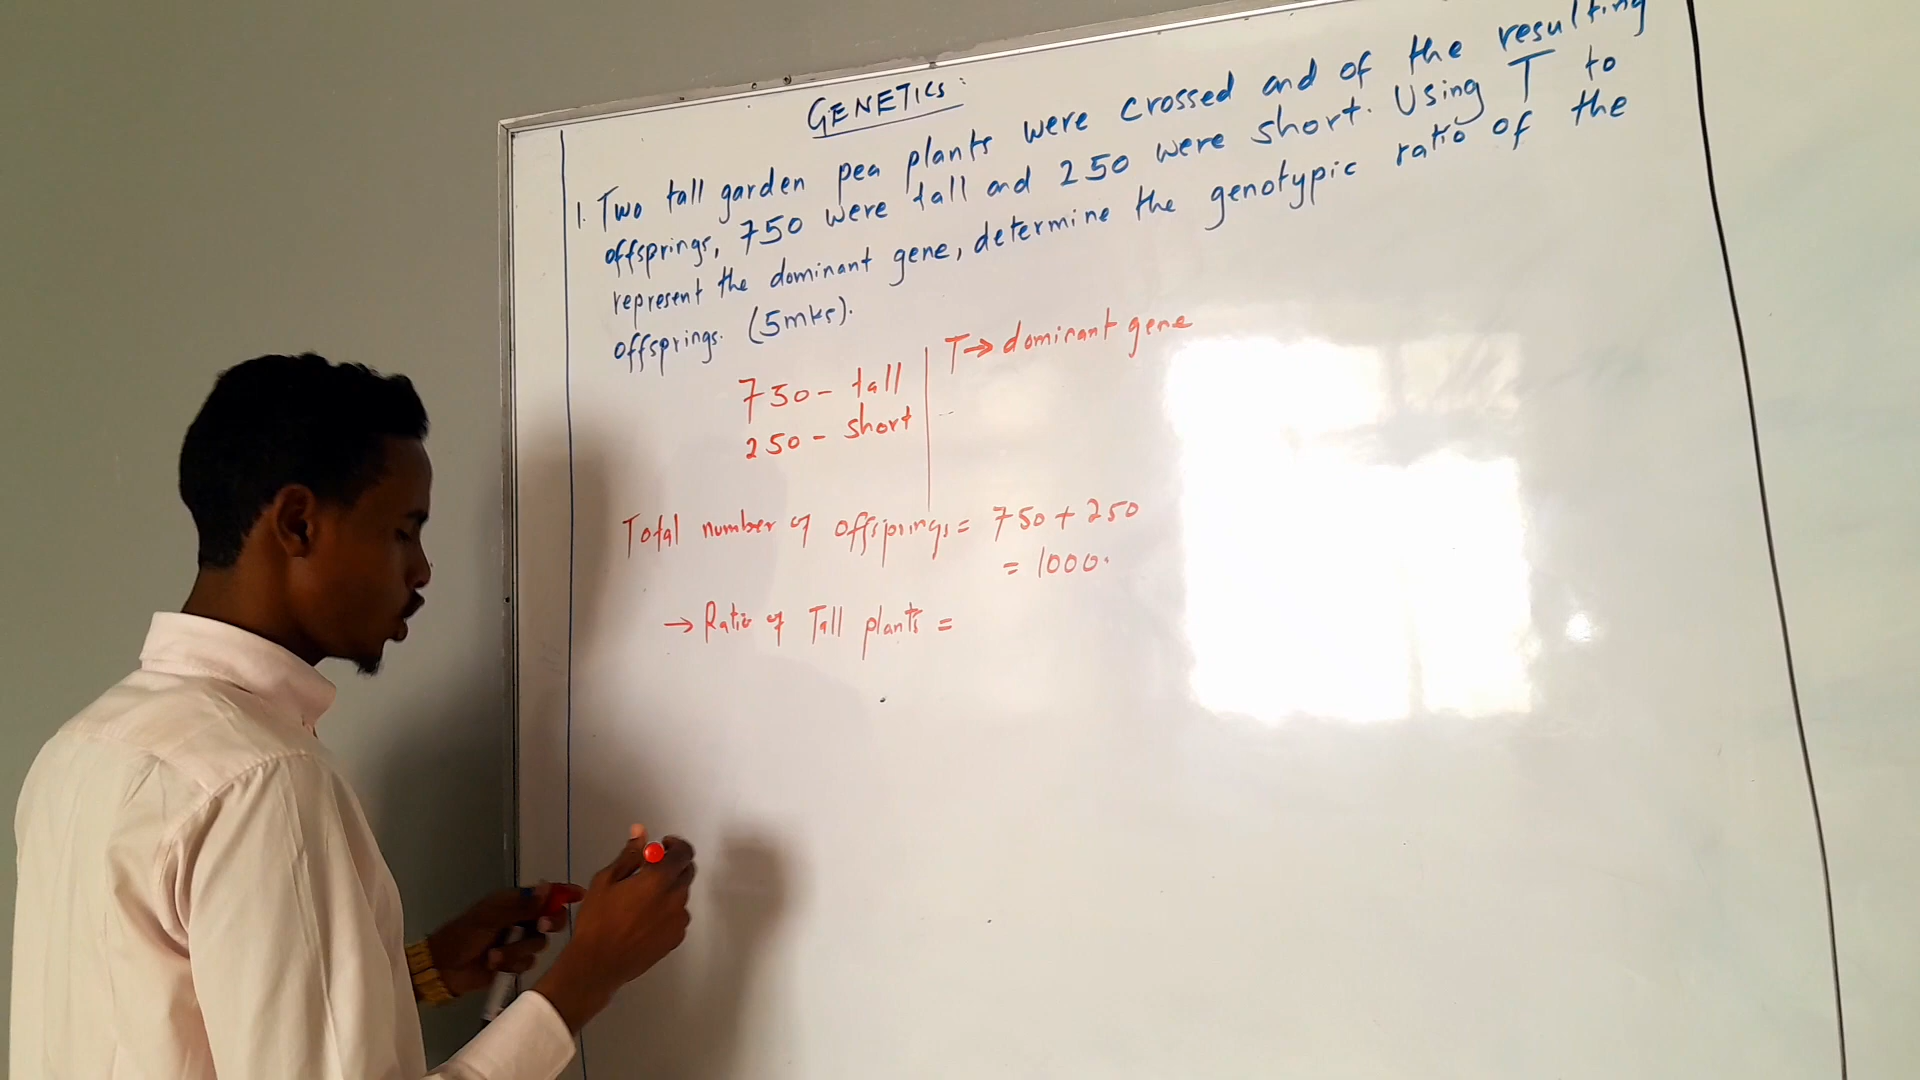 GENETICS:
1. Two tall garden pea plants were crossed and of the resulting
offsprings, 750 were tall and 250 were short. Using T to
represent the dominant gene, determine the genotypic ratio of the
offsprings. (5mks).
750 - tall
250 - short
T → dominant gene
Total number of offsprings = 750 + 250
= 1000.
→ Ratio of Tall plants =